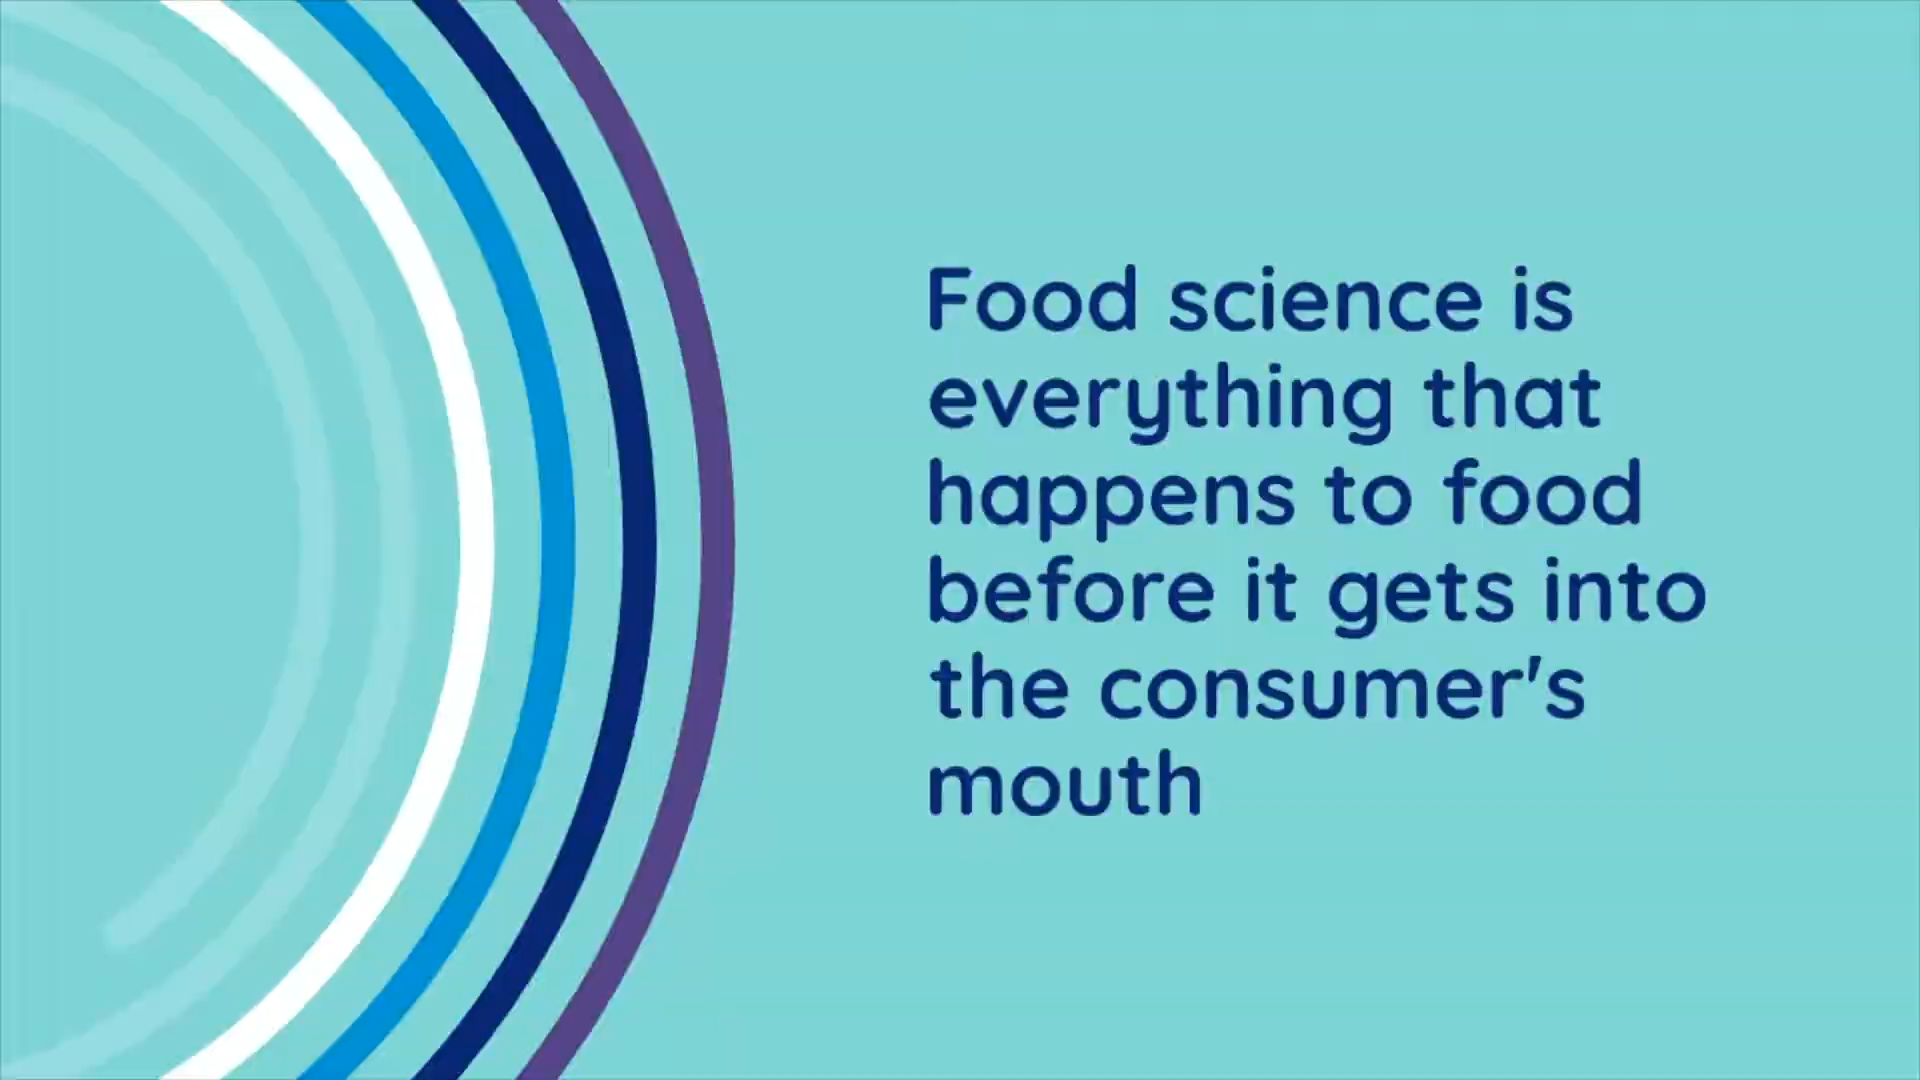 Food science is
everything that
happens to food
before it gets into
the consumer's
mouth